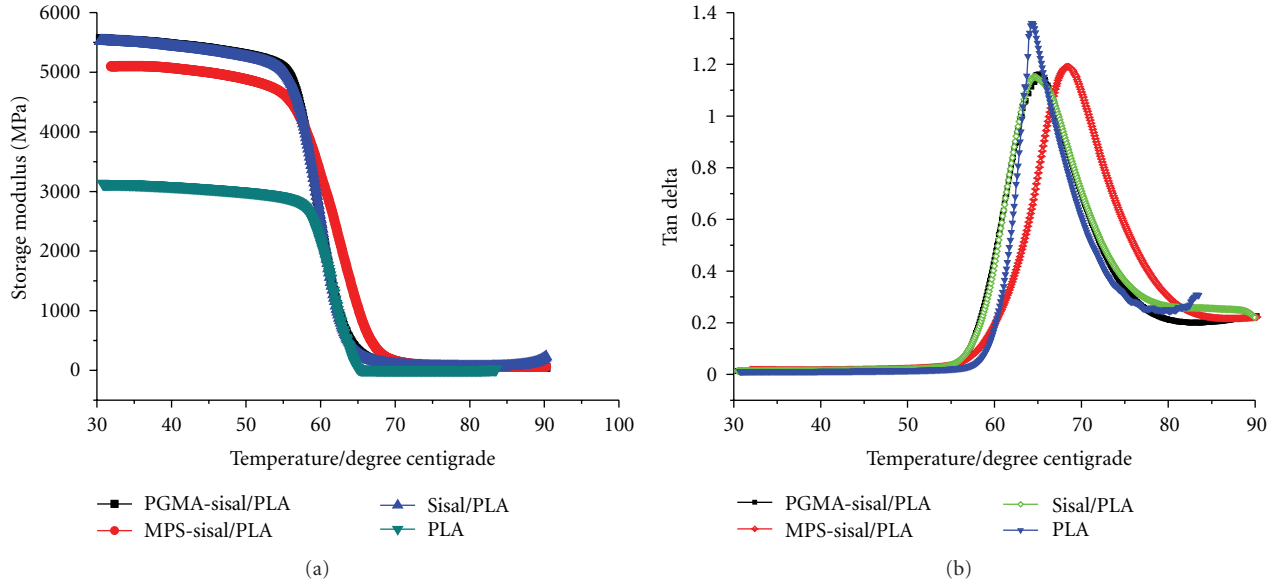 6000
5000
4000
3000
2000
1000
0
Storage modulus (MPa)
30 40 50 60 70 80 90 100
Temperature/degree centigrade
PGMA-sisal/PLA
Sisal/PLA
MPS-sisal/PLA
PLA
(a)
1.4
1.2
1
0.8
0.6
0.4
0.2
0
Tan delta
30 40 50 60 70 80 90
Temperature/degree centigrade
PGMA-sisal/PLA
Sisal/PLA
MPS-sisal/PLA
PLA
(b)